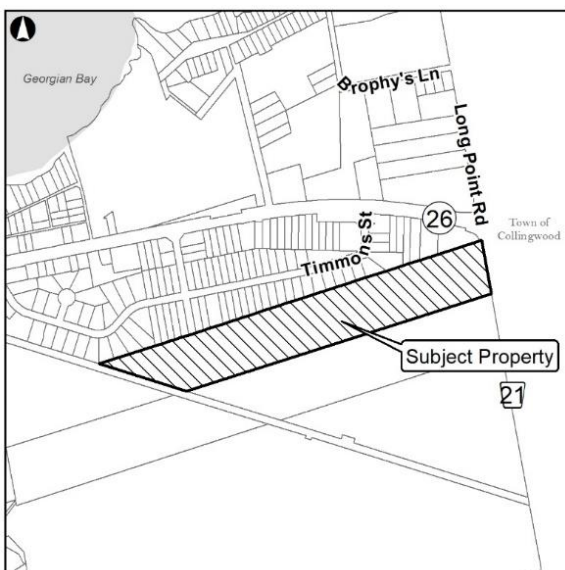 Georgian Bay
Brophy's Ln
Long Point Rd
26
Town of
Collingwood
Timmons St
Subject Property
21